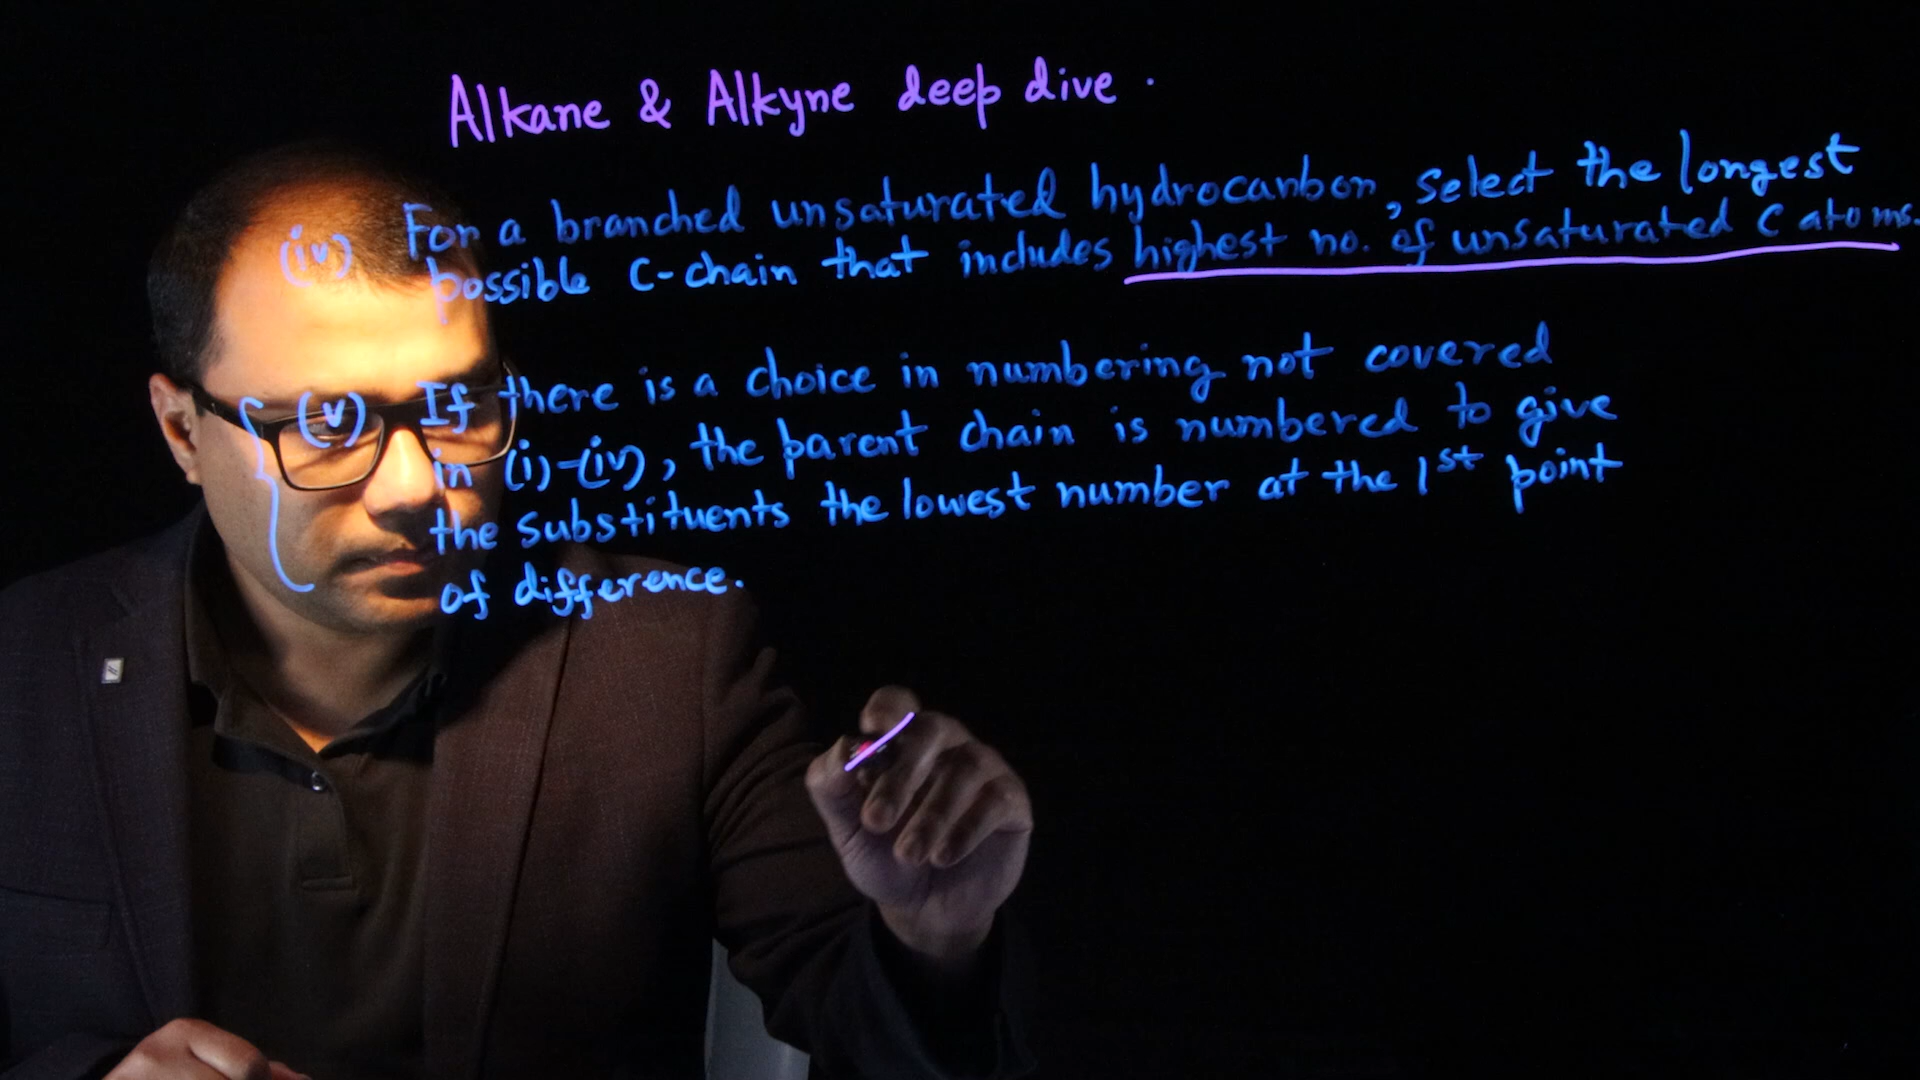 Alkane & Alkyne deep dive.
(iv) For a branched unsaturated hydrocarbon, select the longest
possible C-chain that includes highest no. of unsaturated C atoms.
(v) If there is a choice in numbering not covered
in (i)-(iv), the parent chain is numbered to give
the substituents the lowest number at the 1st point
of difference.